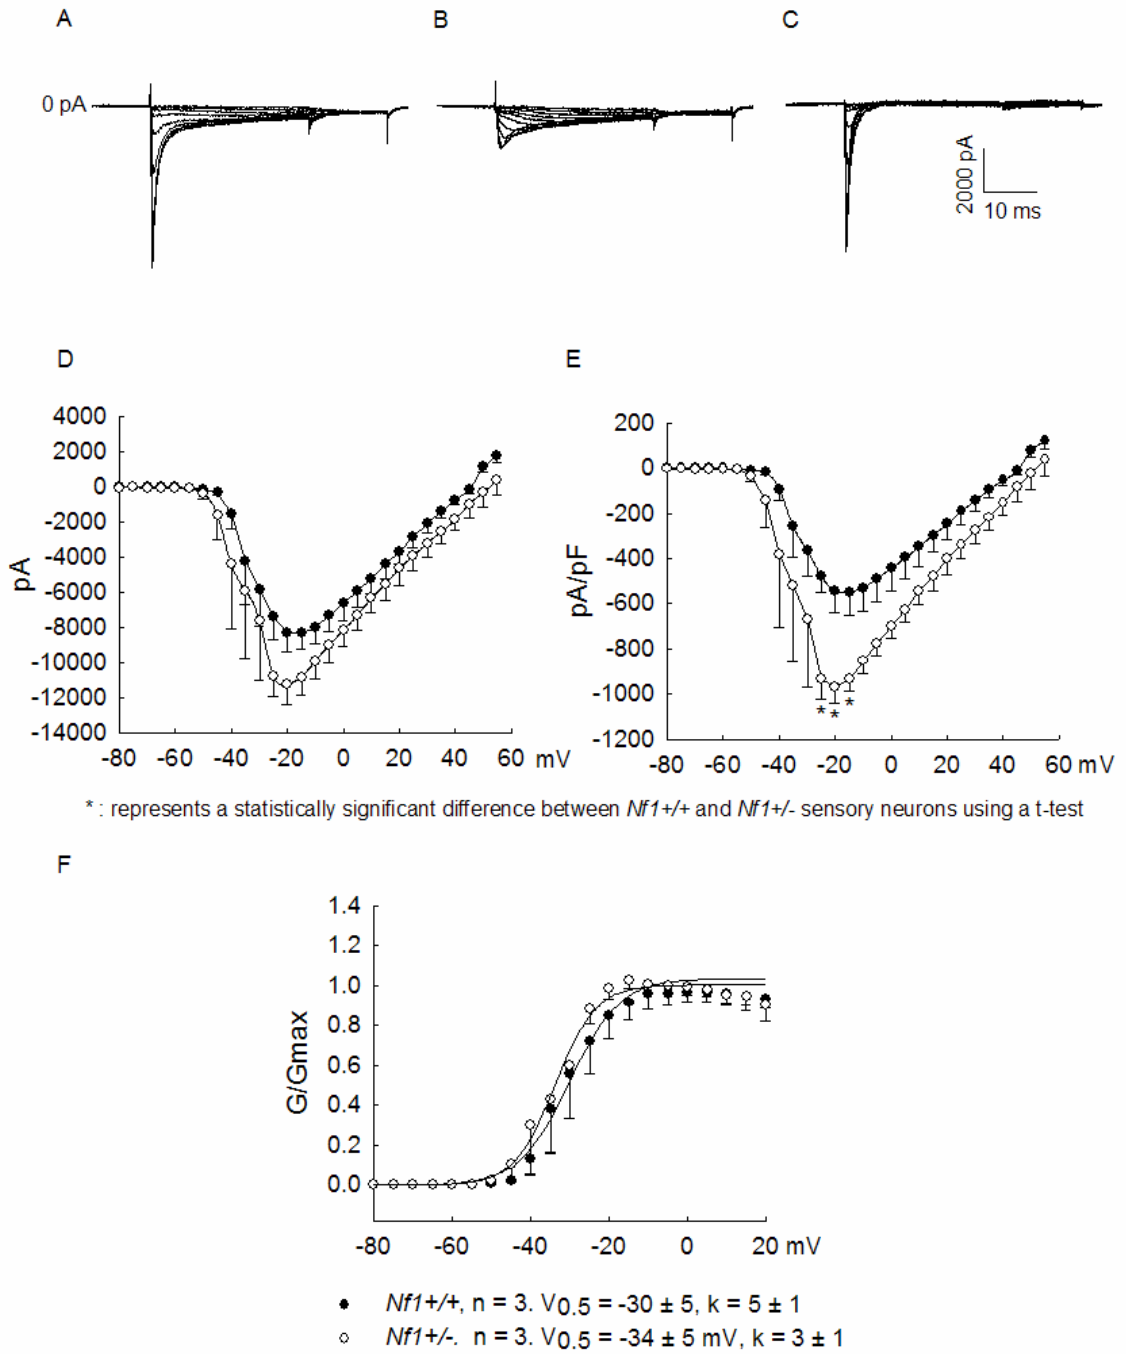 A
B
C
0 pA
2000 pA
10 ms
D
E
4000
2000
0
-2000
-4000
-6000
-8000
-10000
-12000
-14000
pA
-80 -60 -40 -20 0 20 40 60 mV
200
0
-200
-400
-600
-800
-1000
-1200
pA/pF
* * *
-80 -60 -40 -20 0 20 40 60 mV
* : represents a statistically significant difference between Nf1+/+ and Nf1+/- sensory neurons using a t-test
F
1.4
1.2
1.0
0.8
0.6
0.4
0.2
0.0
G/Gmax
-80 -60 -40 -20 0 20 mV
Nf1+/+, n = 3. V0.5 = -30 ± 5, k = 5 ± 1
Nf1+/-. n = 3. V0.5 = -34 ± 5 mV, k = 3 ± 1